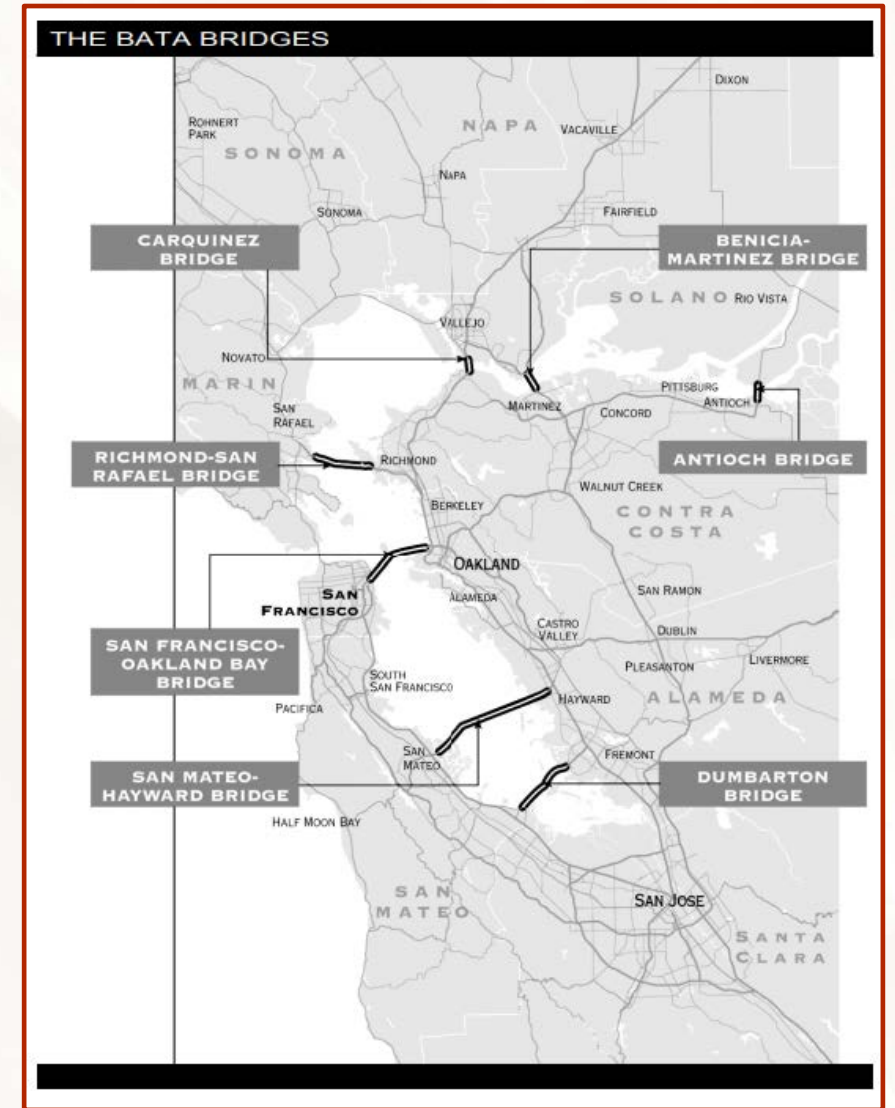 THE BATA BRIDGES
DIXON
ROHNERT
PARK
NAPA
VACAVILLE
SONOMA
NAPA
SONOMA
FAIRFIELD
CARQUINEZ
BRIDGE
BENICIA-
MARTINEZ BRIDGE
SOLANO
RIO VISTA
VALLEJO
NOVATO
MARIN
PITTSBURG
ANTIOCH
MARTINEZ
CONCORD
SAN
RAFAEL
RICHMOND-SAN
RAFAEL BRIDGE
RICHMOND
ANTIOCH BRIDGE
WALNUT CREEK
BERKELEY
CONTRA
COSTA
OAKLAND
SAN
FRANCISCO
ALAMEDA
SAN RAMON
CASTRO
VALLEY
DUBLIN
SAN FRANCISCO-
OAKLAND BAY
BRIDGE
PLEASANTON
LIVERMORE
SOUTH
SAN FRANCISCO
HAYWARD
ALAMEDA
PACIFICA
SAN
MATEO
FREMONT
SAN MATEO-
HAYWARD BRIDGE
DUMBARTON
BRIDGE
HALF MOON BAY
SAN
MATEO
SAN JOSE
SANTA
CLARA